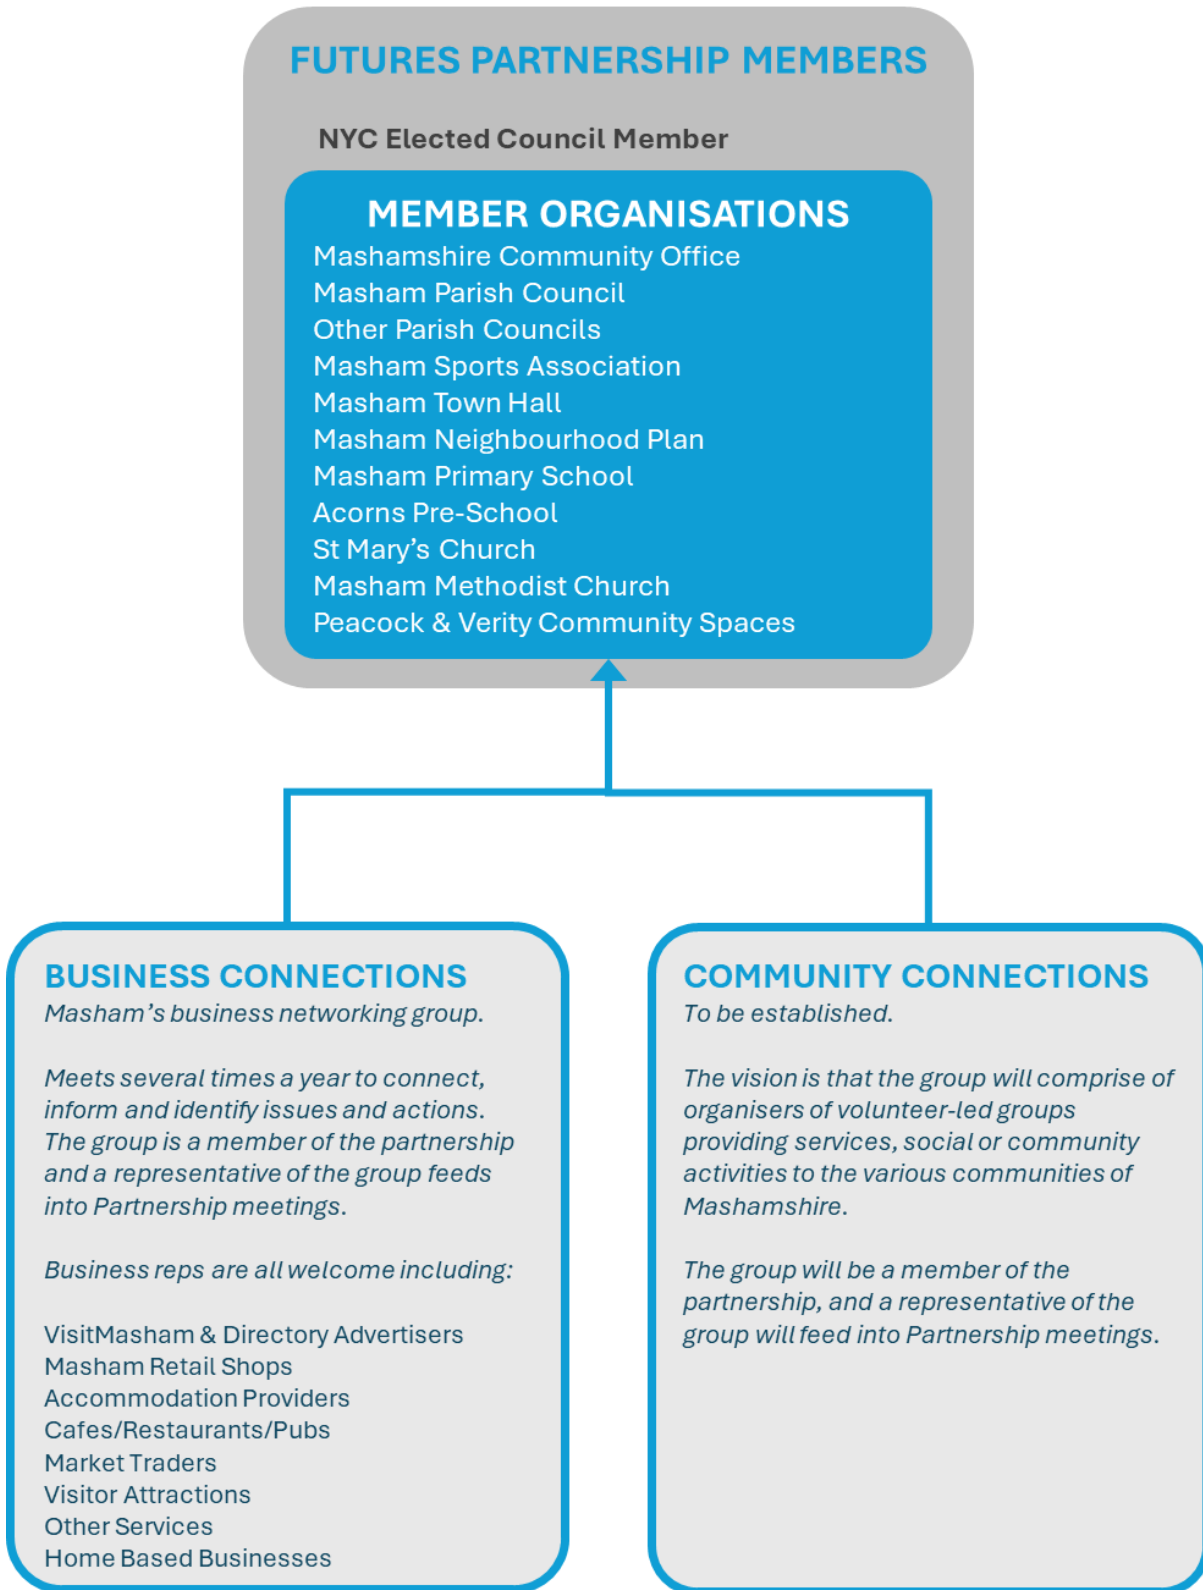 FUTURES PARTNERSHIP MEMBERS
NYC Elected Council Member
MEMBER ORGANISATIONS
Mashamshire Community Office
Masham Parish Council
Other Parish Councils
Masham Sports Association
Masham Town Hall
Masham Neighbourhood Plan
Masham Primary School
Acorns Pre-School
St Mary’s Church
Masham Methodist Church
Peacock & Verity Community Spaces
BUSINESS CONNECTIONS
Masham’s business networking group.
Meets several times a year to connect,
inform and identify issues and actions.
The group is a member of the partnership
and a representative of the group feeds
into Partnership meetings.
Business reps are all welcome including:
VisitMasham & Directory Advertisers
Masham Retail Shops
Accommodation Providers
Cafes/Restaurants/Pubs
Market Traders
Visitor Attractions
Other Services
Home Based Businesses
COMMUNITY CONNECTIONS
To be established.
The vision is that the group will comprise of
organisers of volunteer-led groups
providing services, social or community
activities to the various communities of
Mashamshire.
The group will be a member of the
partnership, and a representative of the
group will feed into Partnership meetings.